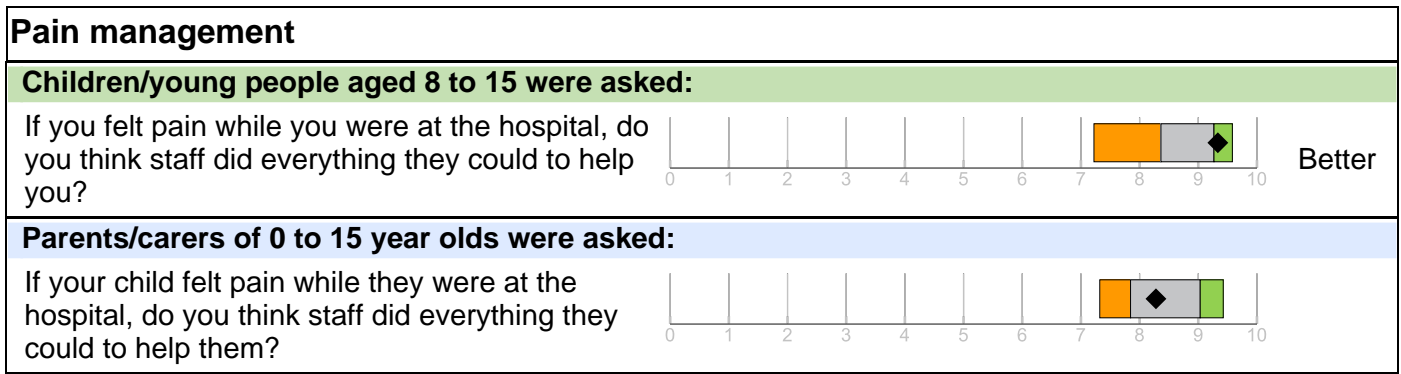 Pain management
Children/young people aged 8 to 15 were asked:
If you felt pain while you were at the hospital, do
you think staff did everything they could to help
you?
0 1 2 3 4 5 6 7 8 9 10
Better
Parents/carers of 0 to 15 year olds were asked:
If your child felt pain while they were at the
hospital, do you think staff did everything they
could to help them?
0 1 2 3 4 5 6 7 8 9 10